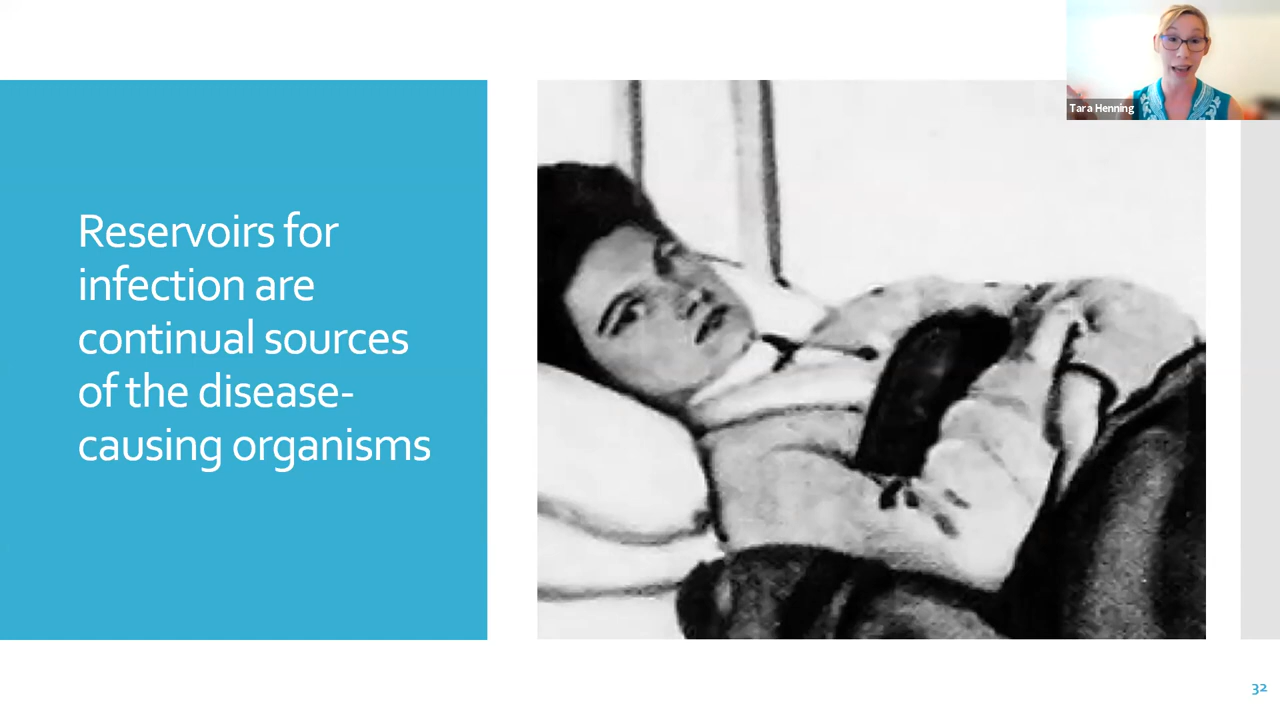 Tara Henning
Reservoirs for
infection are
continual sources
of the disease-
causing organisms
32